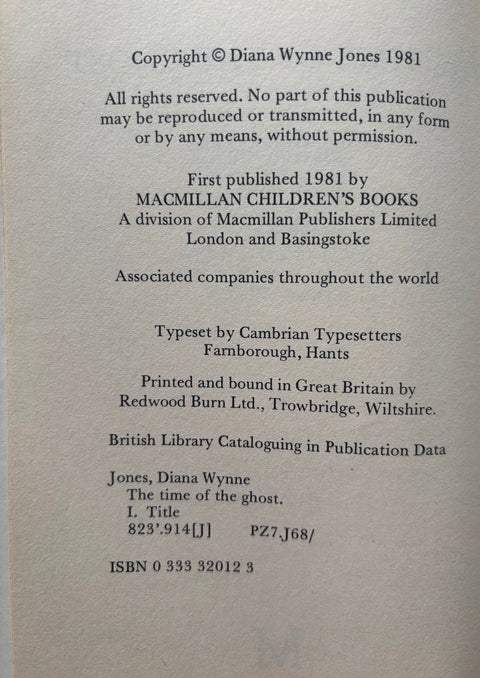 Copyright © Diana Wynne Jones 1981
All rights reserved. No part of this publication
may be reproduced or transmitted, in any form
or by any means, without permission.
First published 1981 by
MACMILLAN CHILDREN'S BOOKS
A division of Macmillan Publishers Limited
London and Basingstoke
Associated companies throughout the world
Typeset by Cambrian Typesetters
Farnborough, Hants
Printed and bound in Great Britain by
Redwood Burn Ltd., Trowbridge, Wiltshire.
British Library Cataloguing in Publication Data
Jones, Diana Wynne
The time of the ghost.
I. Title
823'.914[J] PZ7.J68/
ISBN 0 333 32012 3